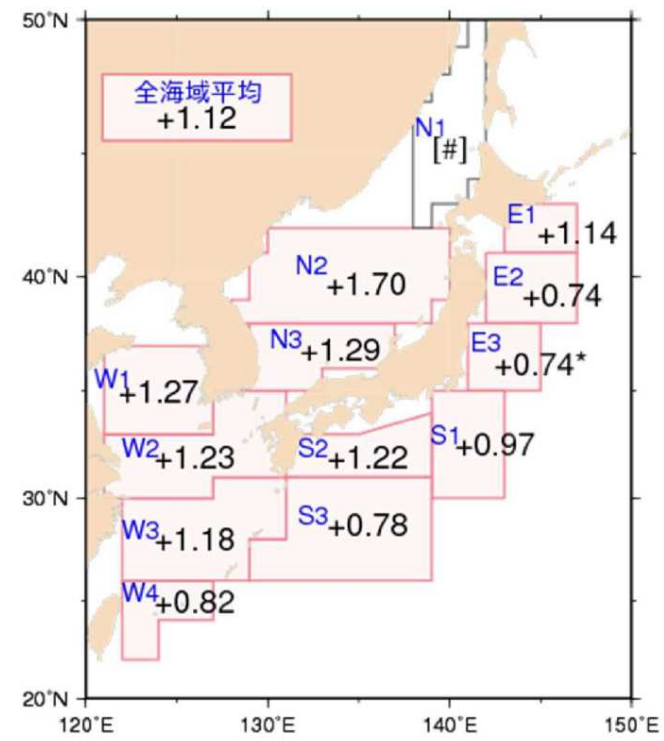 50°N
全海域平均
+1.12
N1
[#]
E1
+1.14
N2
+1.70
40°N
E2
+0.74
N3
+1.29
E3
+0.74*
W1
+1.27
S1
+0.97
W2
+1.23
S2
+1.22
30°N
W3
+1.18
S3
+0.78
W4
+0.82
20°N
120°E
130°E
140°E
150°E